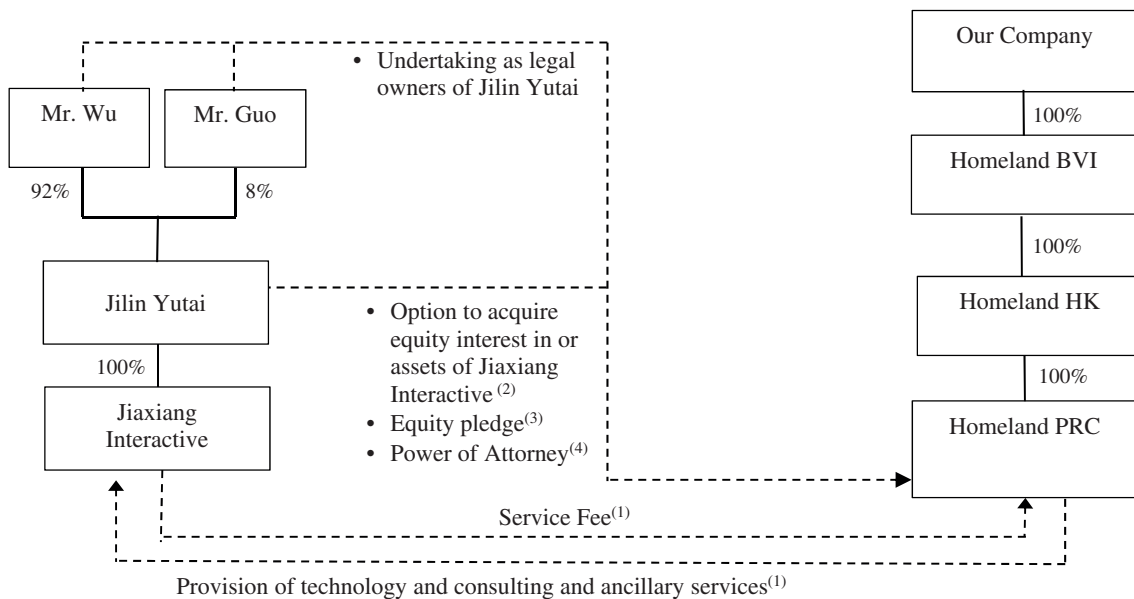 Our Company
• Undertaking as legal
owners of Jilin Yutai
Mr. Wu
Mr. Guo
100%
Homeland BVI
92%
8%
100%
Jilin Yutai
• Option to acquire
equity interest in or
assets of Jiaxiang
Interactive(2)
Homeland HK
100%
100%
Jiaxiang
Interactive
• Equity pledge(3)
• Power of Attorney(4)
Homeland PRC
Service Fee(1)
Provision of technology and consulting and ancillary services(1)